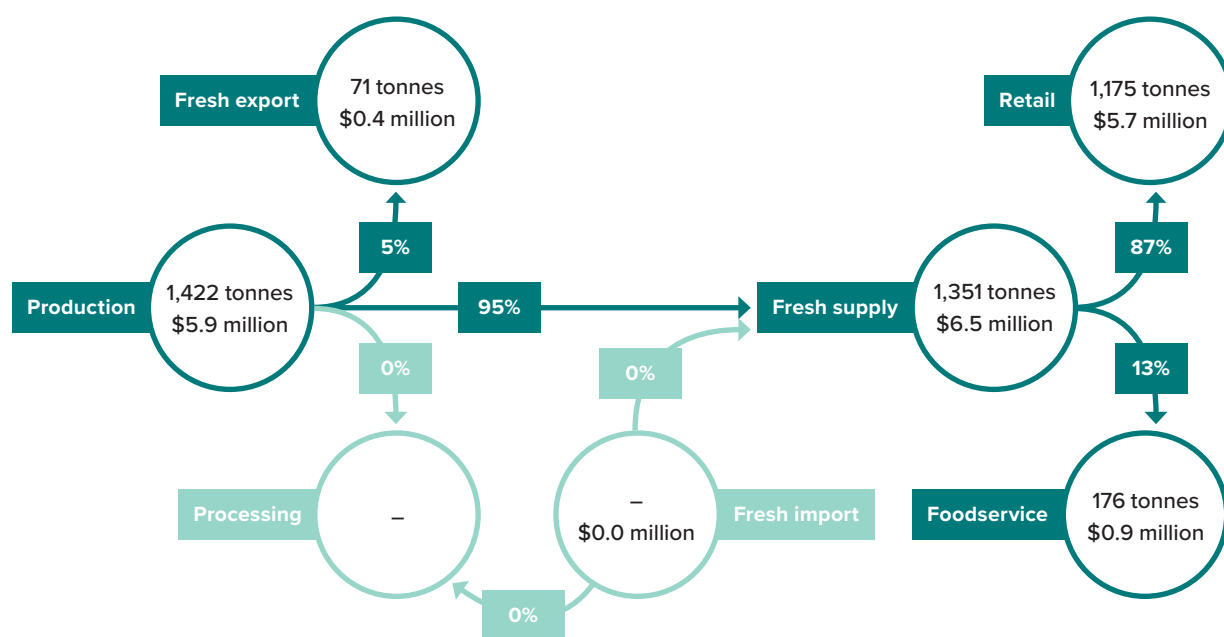 Fresh export
71 tonnes
$0.4 million
Retail
1,175 tonnes
$5.7 million
5%
87%
Production
1,422 tonnes
$5.9 million
95%
Fresh supply
1,351 tonnes
$6.5 million
0%
0%
13%
Processing
–
–
$0.0 million
Fresh import
Foodservice
176 tonnes
$0.9 million
0%